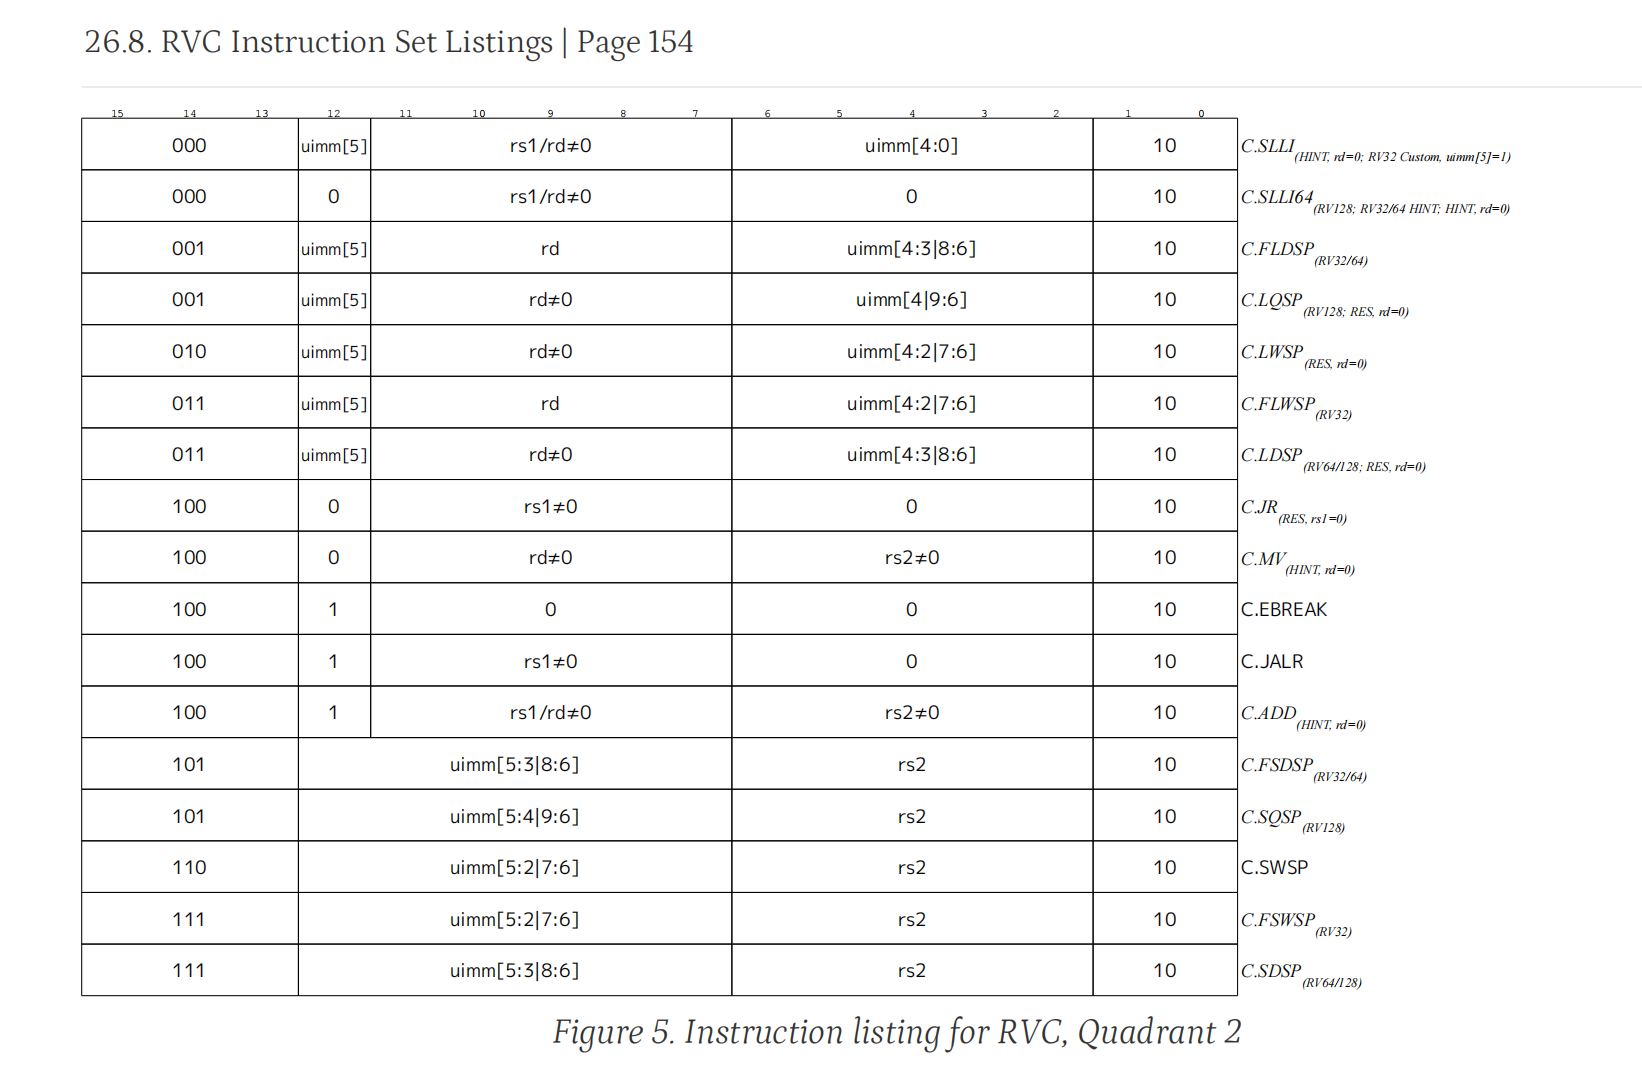 26.8. RVC Instruction Set Listings | Page 154
15 14 13 12 11 10 9 8 7 6 5 4 3 2 1 0
000 uimm[5] rs1/rd≠0 uimm[4:0] 10 C.SLLI (HINT, rd=0; RV32 Custom, uimm[5]=1)
000 0 rs1/rd≠0 0 10 C.SLLI64 (RV128; RV32/64 HINT; HINT, rd=0)
001 uimm[5] rd uimm[4:3|8:6] 10 C.FLDSP (RV32/64)
001 uimm[5] rd≠0 uimm[4|9:6] 10 C.LQSP (RV128; RES, rd=0)
010 uimm[5] rd≠0 uimm[4:2|7:6] 10 C.LWSP (RES, rd=0)
011 uimm[5] rd uimm[4:2|7:6] 10 C.FLWSP (RV32)
011 uimm[5] rd≠0 uimm[4:3|8:6] 10 C.LDSP (RV64/128; RES, rd=0)
100 0 rs1≠0 0 10 C.JR (RES, rs1=0)
100 0 rd≠0 rs2≠0 10 C.MV (HINT, rd=0)
100 1 0 0 10 C.EBREAK
100 1 rs1≠0 0 10 C.JALR
100 1 rs1/rd≠0 rs2≠0 10 C.ADD (HINT, rd=0)
101 uimm[5:3|8:6] rs2 10 C.FSDSP (RV32/64)
101 uimm[5:4|9:6] rs2 10 C.SQSP (RV128)
110 uimm[5:2|7:6] rs2 10 C.SWSP
111 uimm[5:2|7:6] rs2 10 C.FSWSP (RV32)
111 uimm[5:3|8:6] rs2 10 C.SDSP (RV64/128)
Figure 5. Instruction listing for RVC, Quadrant 2